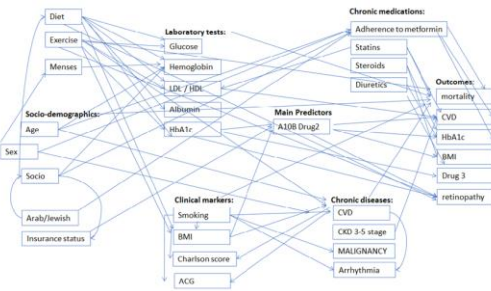 Diet
Exercise
Menses
Socio-demographics:
Age
Sex
Socio
Arab/Jewish
Insurance status
Laboratory tests:
Glucose
Hemoglobin
LDL / HDL
Albumin
HbA1c
Clinical markers:
Smoking
BMI
Charlson score
ACG
Main Predictors
A10B Drug2
Chronic medications:
Adherence to metformin
Statins
Steroids
Diuretics
Chronic diseases:
CVD
CKD 3-5 stage
MALIGNANCY
Arrhythmia
Outcomes:
mortality
CVD
HbA1c
BMI
Drug 3
retinopathy